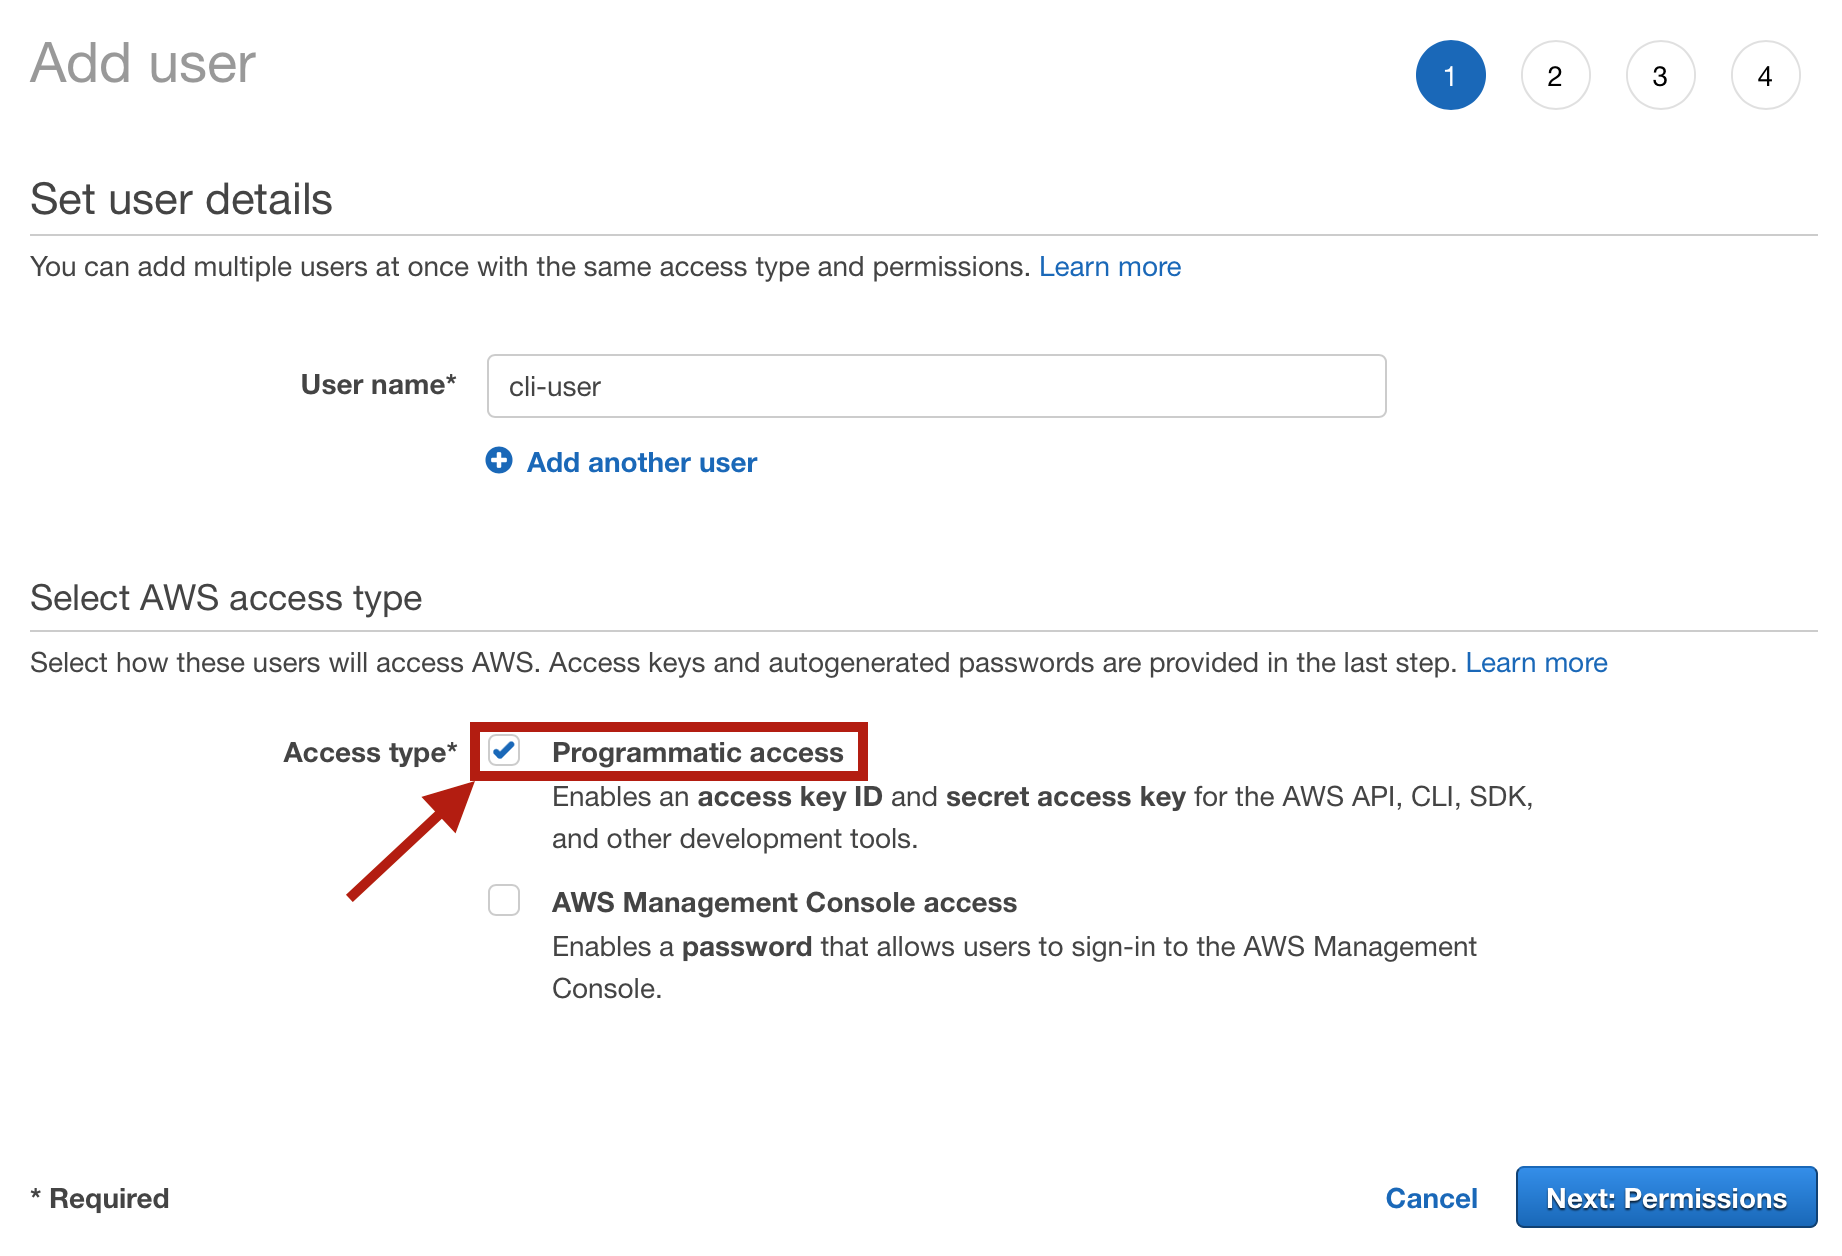 Add user
1 2 3 4
Set user details
You can add multiple users at once with the same access type and permissions. Learn more
User name* cli-user
Add another user
Select AWS access type
Select how these users will access AWS. Access keys and autogenerated passwords are provided in the last step. Learn more
Access type* Programmatic access
Enables an access key ID and secret access key for the AWS API, CLI, SDK,
and other development tools.
AWS Management Console access
Enables a password that allows users to sign-in to the AWS Management
Console.
* Required Cancel Next: Permissions